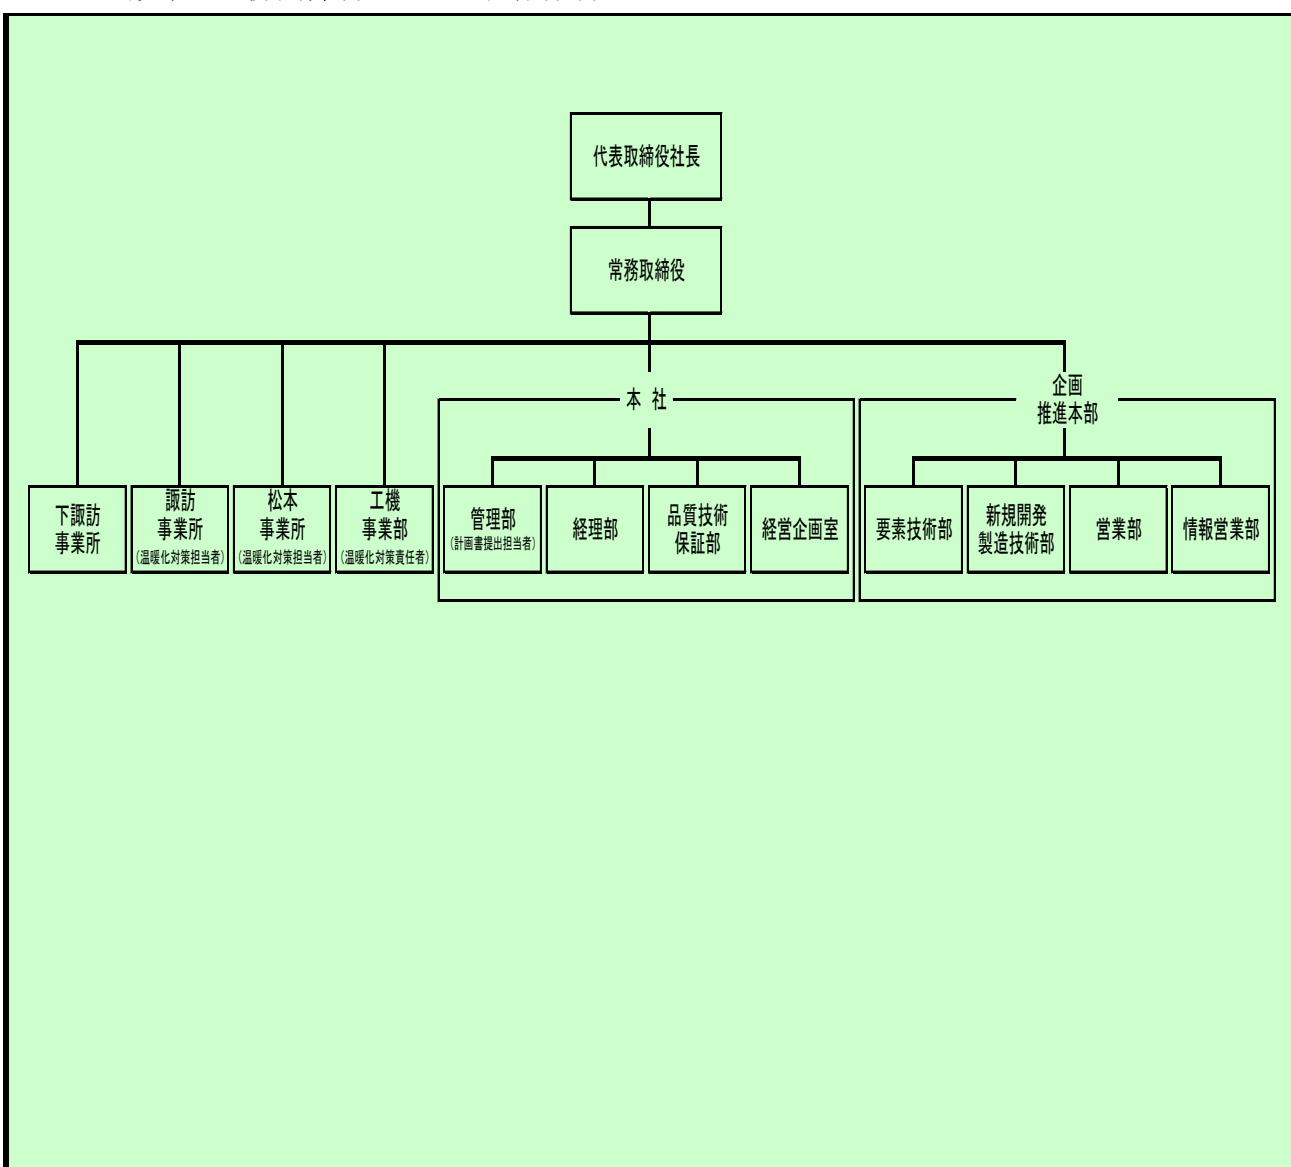 代表取締役社長
常務取締役
本 社
企画
推進本部
下諏訪
事業所
諏訪
事業所
（温暖化対策担当者）
松本
事業所
（温暖化対策担当者）
工機
事業部
（温暖化対策責任者）
管理部
（計画書提出担当者）
経理部
品質技術
保証部
経営企画室
要素技術部
新規開発
製造技術部
営業部
情報営業部